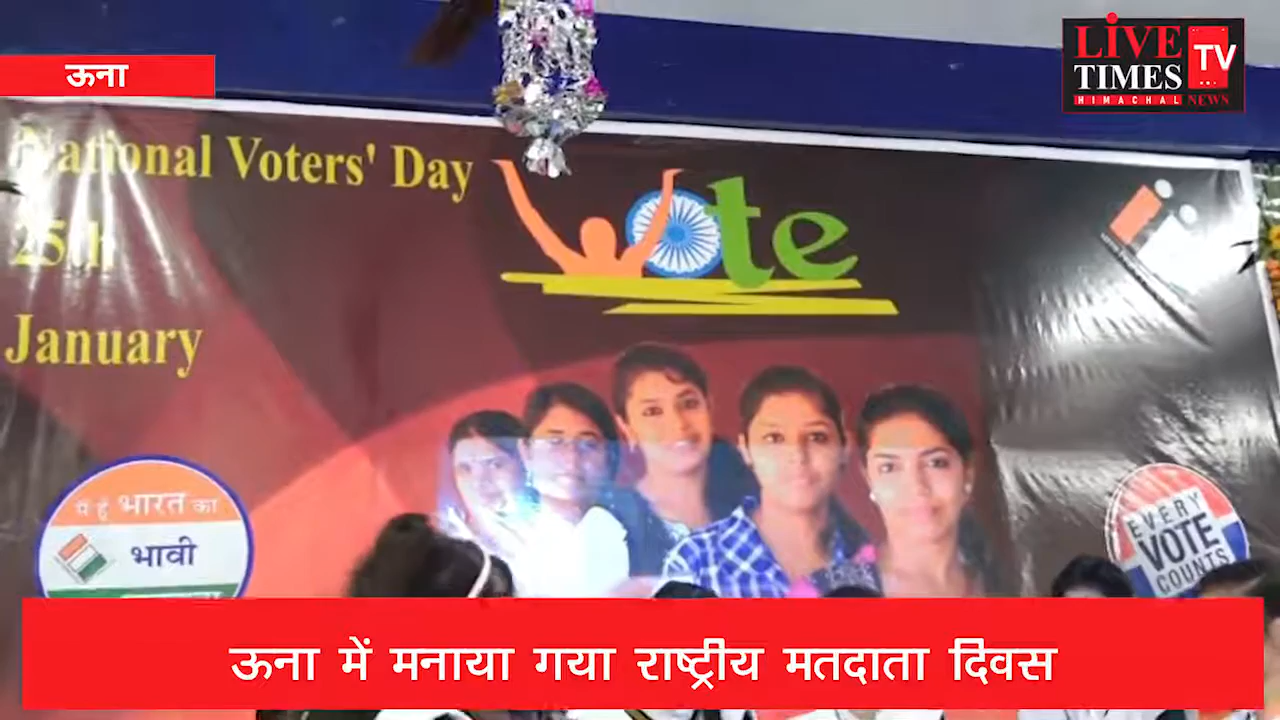 ऊना
LIVE
TIMES
TV
HIMACHAL NEWS
National Voters' Day
25th
January
Vote
मैं हूँ भारत का
भावी
EVERY
VOTE
COUNTS
ऊना में मनाया गया राष्ट्रीय मतदाता दिवस